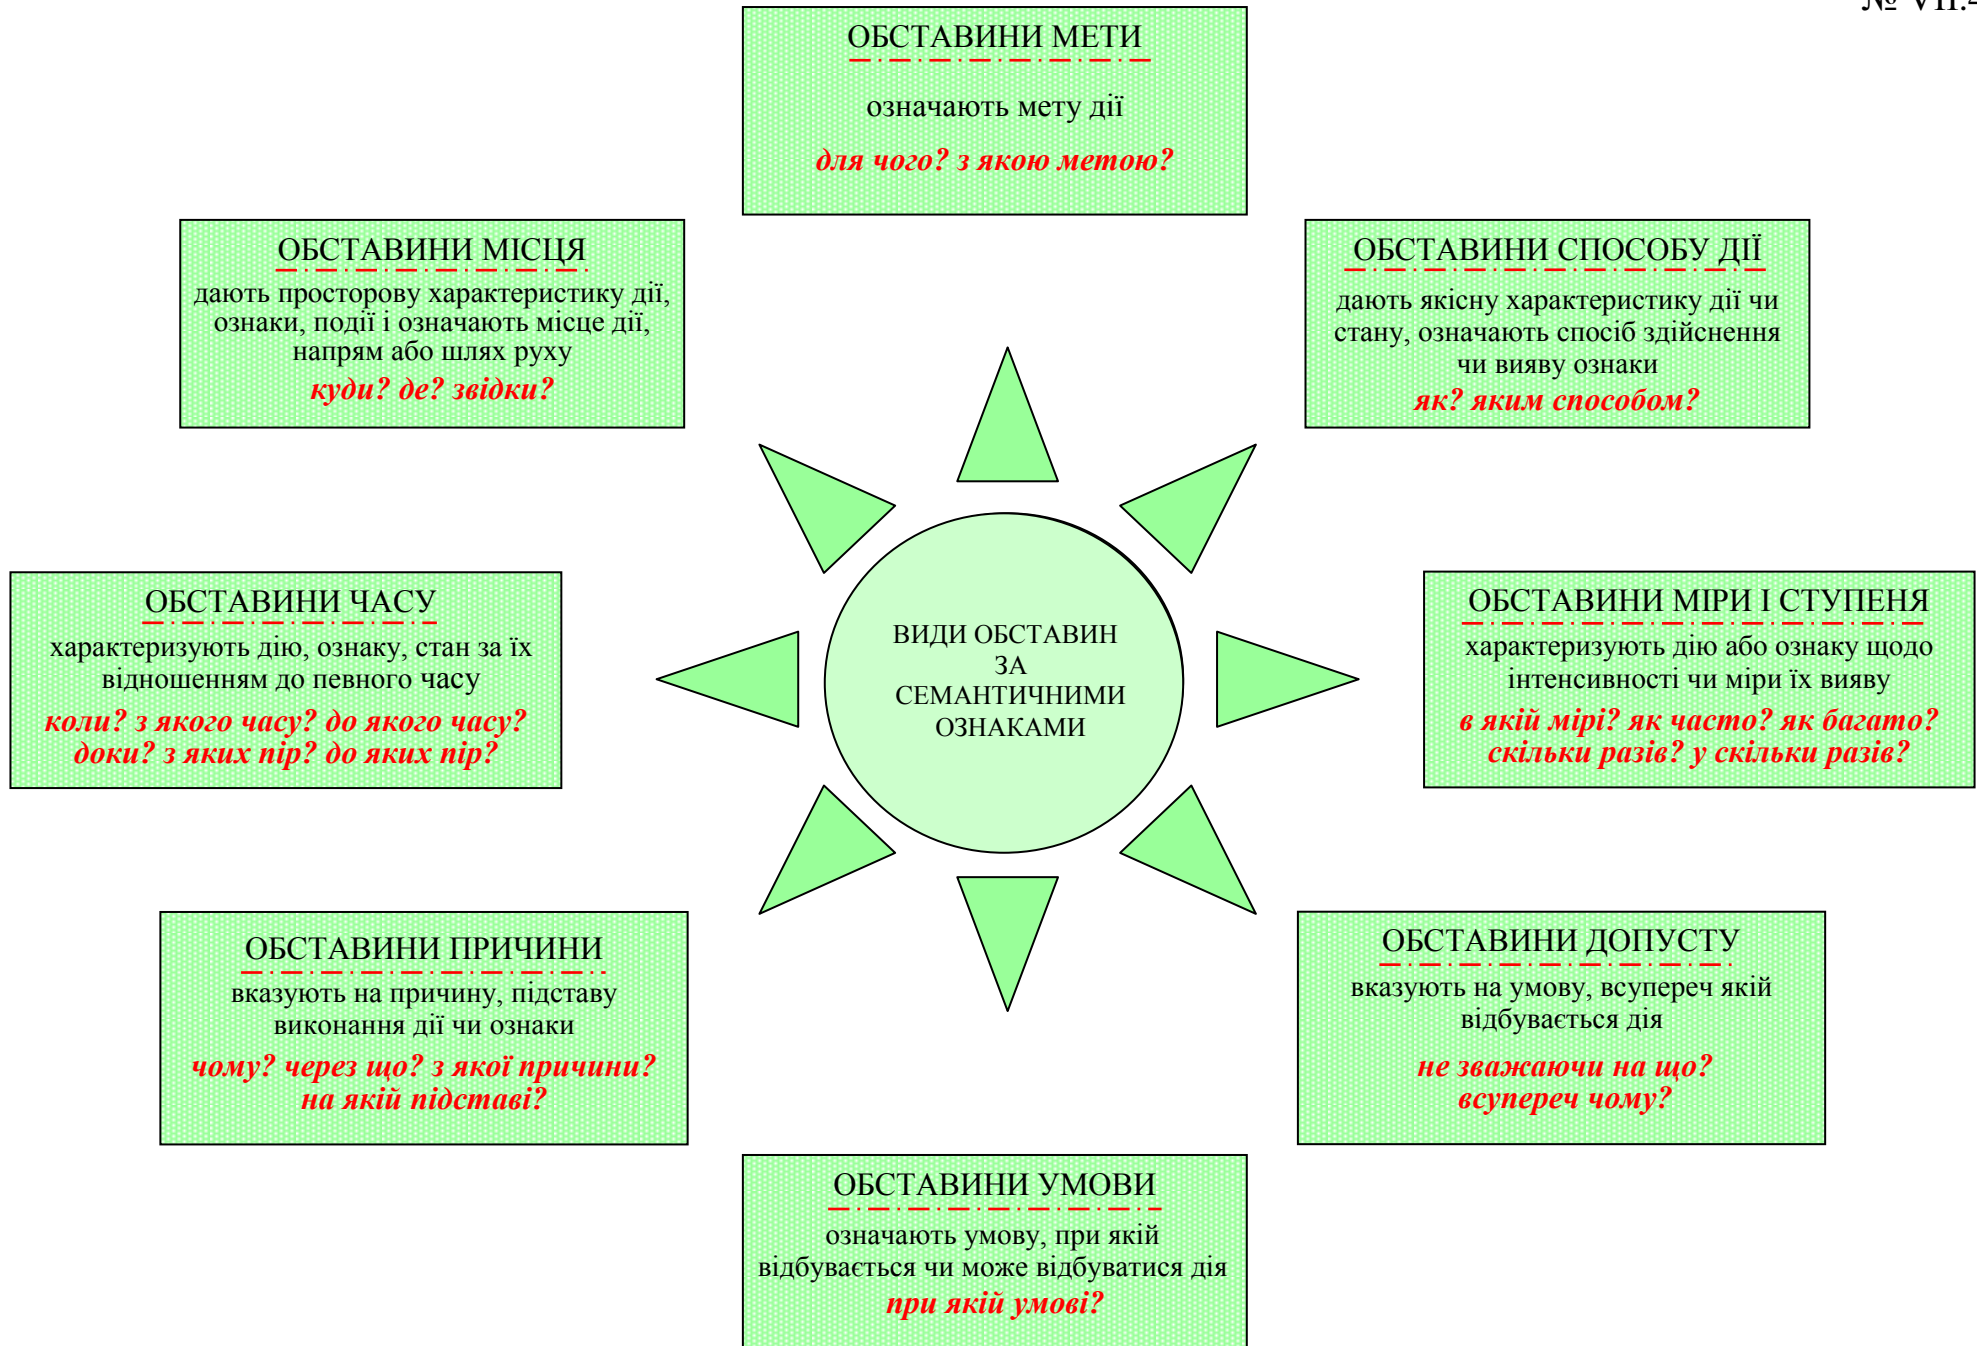 № VII.4
ОБСТАВИНИ МЕТИ
означають мету дії
для чого? з якою метою?
ОБСТАВИНИ МІСЦЯ
дають просторову характеристику дії,
ознаки, події і означають місце дії,
напрям або шлях руху
куди? де? звідки?
ОБСТАВИНИ СПОСОБУ ДІЇ
дають якісну характеристику дії чи
стану, означають спосіб здійснення
чи вияву ознаки
як? яким способом?
ОБСТАВИНИ ЧАСУ
характеризують дію, ознаку, стан за їх
відношенням до певного часу
коли? з якого часу? до якого часу?
доки? з яких пір? до яких пір?
ВИДИ ОБСТАВИН
ЗА
СЕМАНТИЧНИМИ
ОЗНАКАМИ
ОБСТАВИНИ МІРИ І СТУПЕНЯ
характеризують дію або ознаку щодо
інтенсивності чи міри їх вияву
в якій мірі? як часто? як багато?
скільки разів? у скільки разів?
ОБСТАВИНИ ПРИЧИНИ
вказують на причину, підставу
виконання дії чи ознаки
чому? через що? з якої причини?
на якій підставі?
ОБСТАВИНИ ДОПУСТУ
вказують на умову, всупереч якій
відбувається дія
не зважаючи на що?
всупереч чому?
ОБСТАВИНИ УМОВИ
означають умову, при якій
відбувається чи може відбуватися дія
при якій умові?